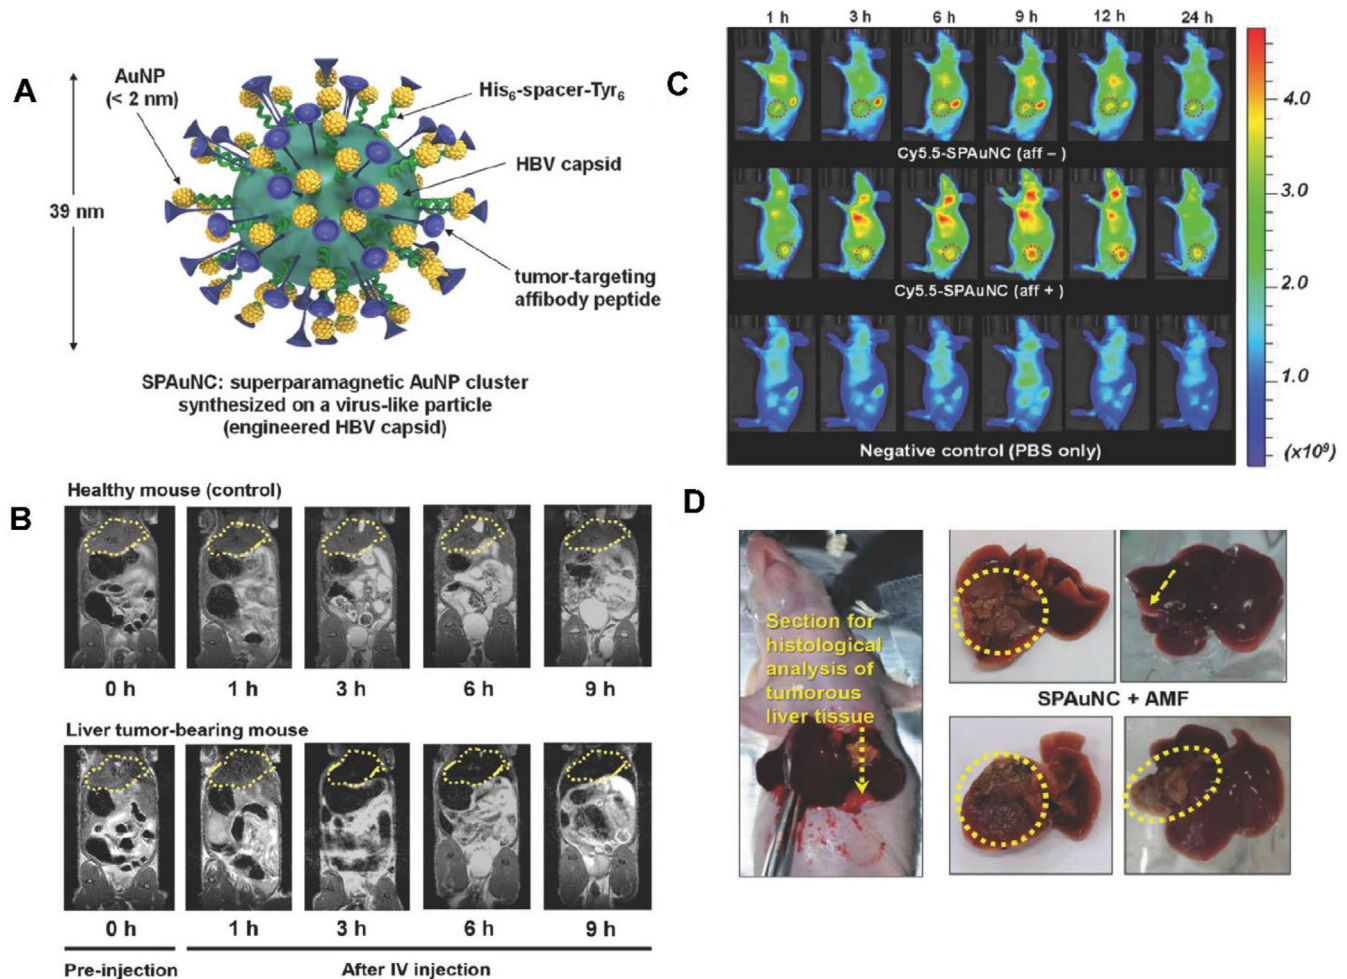 A
AuNP
(< 2 nm)
His₆-spacer-Tyr₆
HBV capsid
39 nm
tumor-targeting
affibody peptide
SPAuNC: superparamagnetic AuNP cluster
synthesized on a virus-like particle
(engineered HBV capsid)
B
Healthy mouse (control)
0 h 1 h 3 h 6 h 9 h
Liver tumor-bearing mouse
0 h 1 h 3 h 6 h 9 h
Pre-injection After IV injection
C
1 h 3 h 6 h 9 h 12 h 24 h
Cy5.5-SPAuNC (aff – )
Cy5.5-SPAuNC (aff + )
Negative control (PBS only)
4.0
3.0
2.0
1.0
(x10⁹)
D
Section for
histological
analysis of
tumorous
liver tissue
SPAuNC + AMF